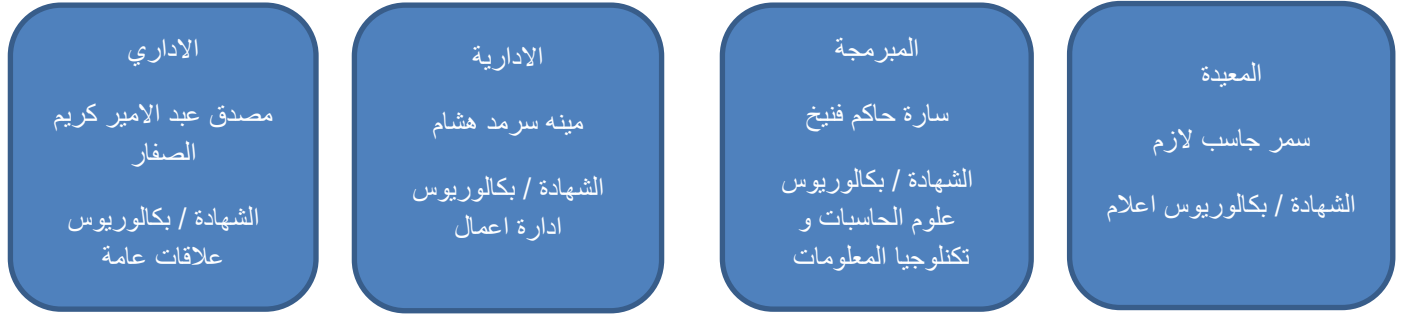 المعيدة
سمر جاسب لازم
الشهادة / بكالوريوس اعلام
المبرمجة
سارة حاكم فنيخ
الشهادة / بكالوريوس
علوم الحاسبات و
تكنلوجيا المعلومات
الادارية
مينه سرمد هشام
الشهادة / بكالوريوس
ادارة اعمال
الاداري
مصدق عبد الامير كريم
الصفار
الشهادة / بكالوريوس
علاقات عامة